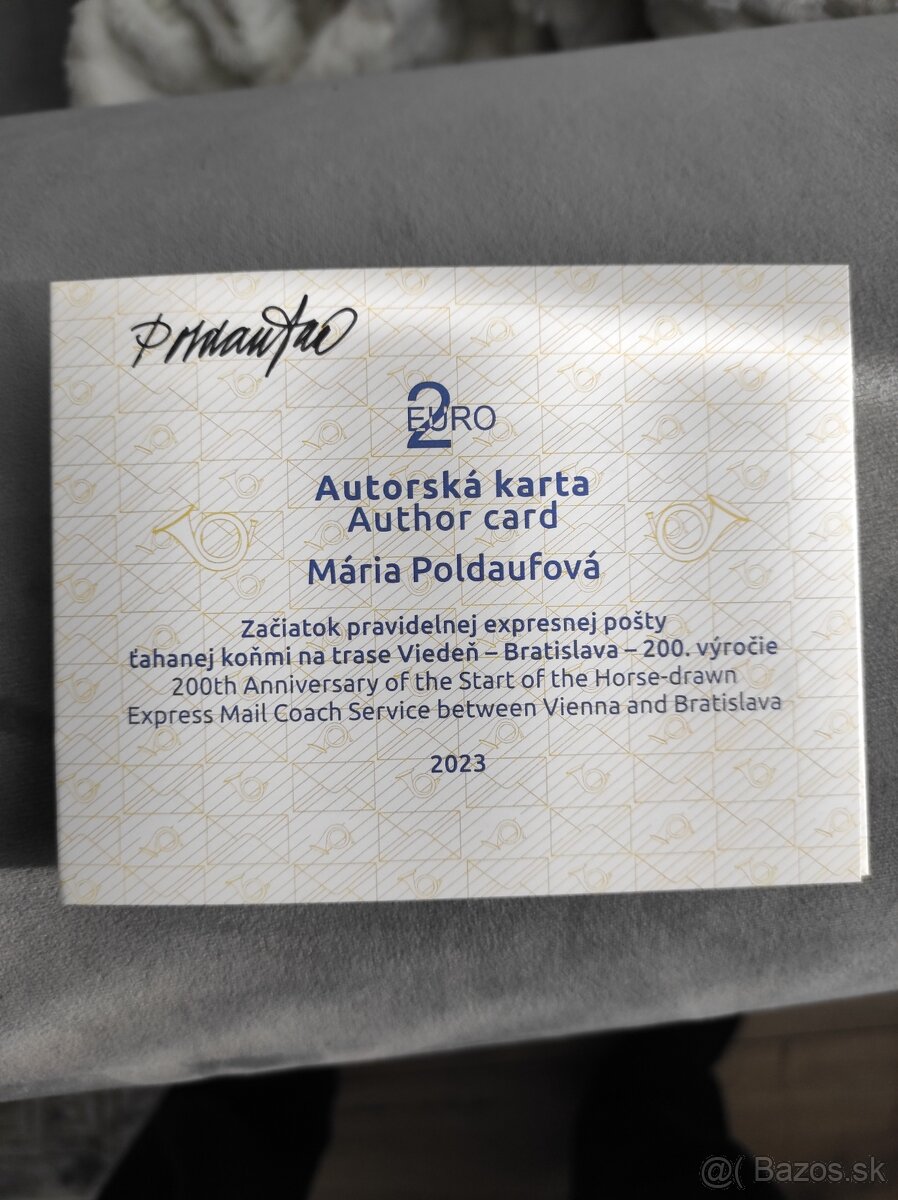 Poldaufová
2 EURO
Autorská karta
Author card
Mária Poldaufová
Začiatok pravidelnej expresnej pošty
ťahanej koňmi na trase Viedeň – Bratislava – 200. výročie
200th Anniversary of the Start of the Horse-drawn
Express Mail Coach Service between Vienna and Bratislava
2023
@( Bazos.sk